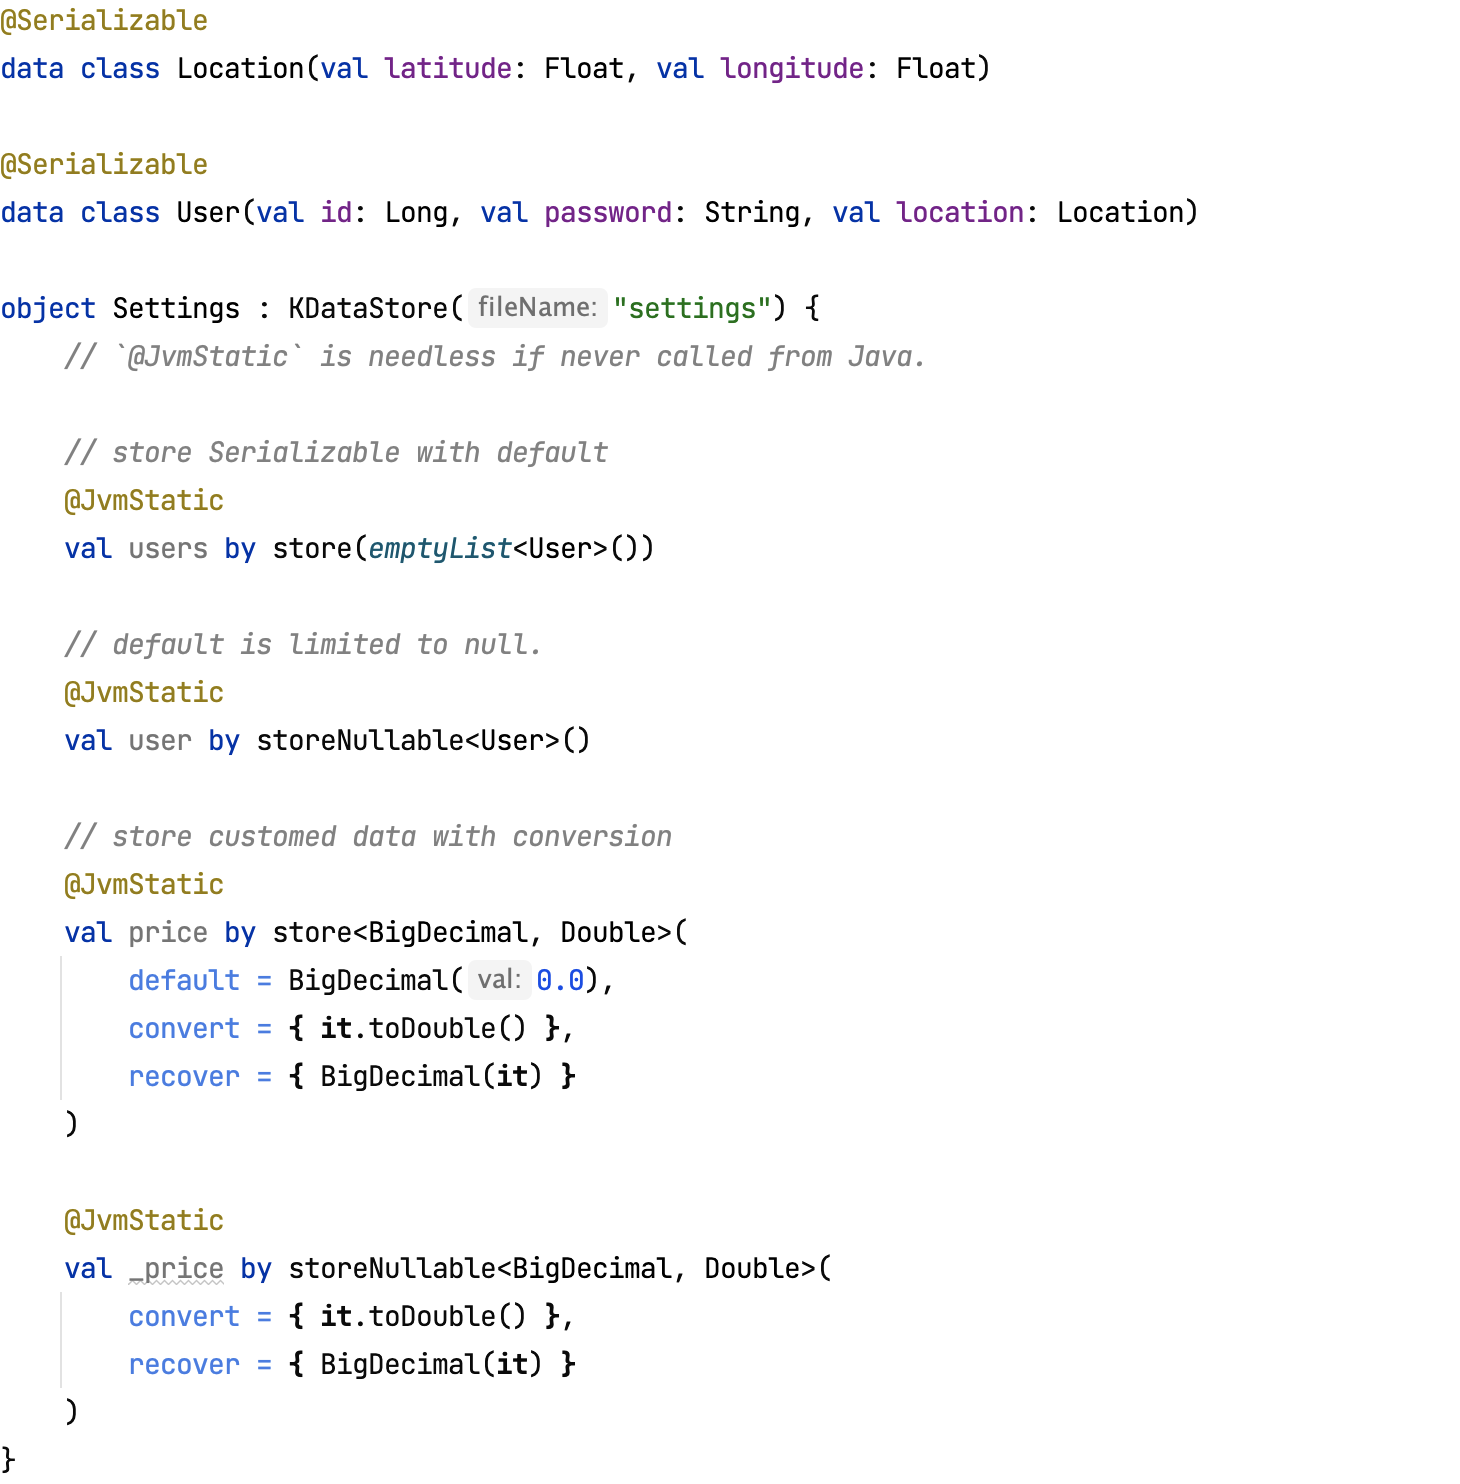 @Serializable
data class Location(val latitude: Float, val longitude: Float)
@Serializable
data class User(val id: Long, val password: String, val location: Location)
object Settings : KDataStore( fileName: "settings") {
// `@JvmStatic` is needless if never called from Java.
// store Serializable with default
@JvmStatic
val users by store(emptyList<User>())
// default is limited to null.
@JvmStatic
val user by storeNullable<User>()
// store customed data with conversion
@JvmStatic
val price by store<BigDecimal, Double>(
default = BigDecimal( val: 0.0),
convert = { it.toDouble() },
recover = { BigDecimal(it) }
)
@JvmStatic
val _price by storeNullable<BigDecimal, Double>(
convert = { it.toDouble() },
recover = { BigDecimal(it) }
)
}